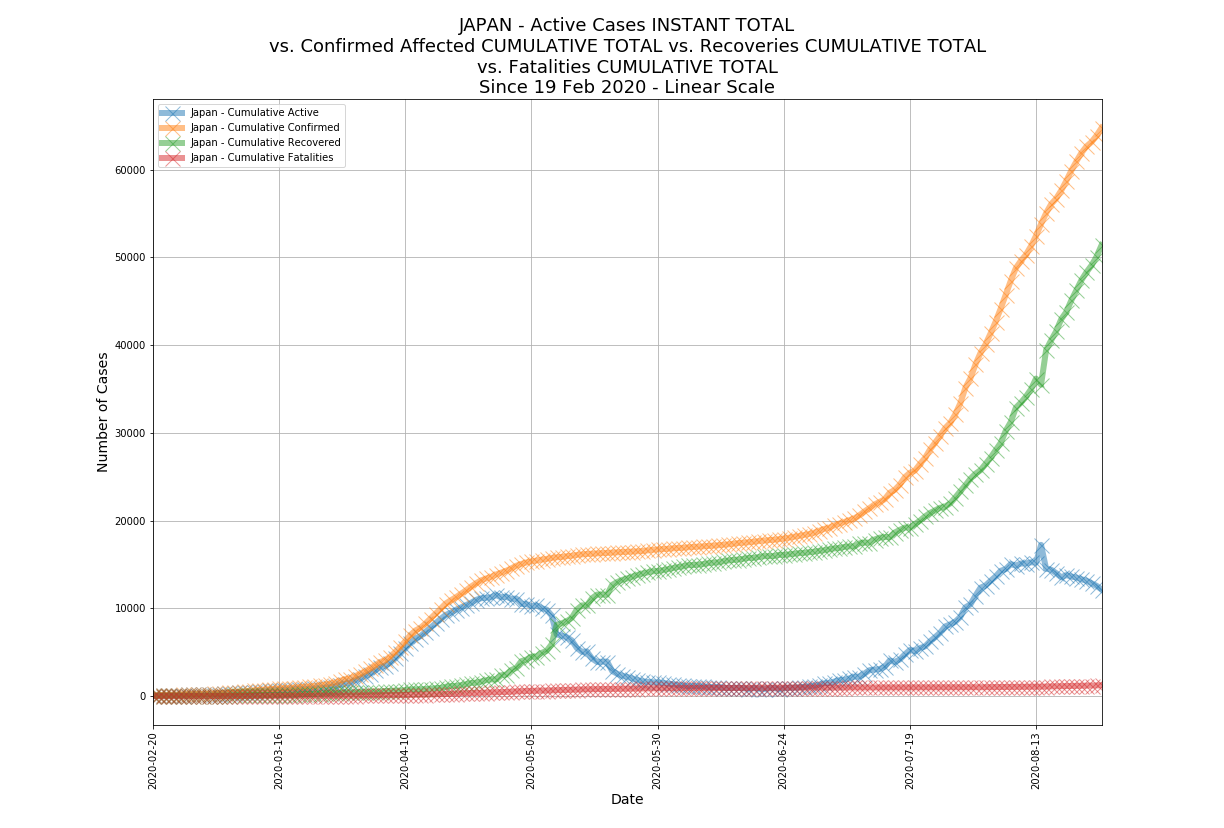 JAPAN - Active Cases INSTANT TOTAL
vs. Confirmed Affected CUMULATIVE TOTAL vs. Recoveries CUMULATIVE TOTAL
vs. Fatalities CUMULATIVE TOTAL
Since 19 Feb 2020 - Linear Scale
Japan - Cumulative Active
Japan - Cumulative Confirmed
Japan - Cumulative Recovered
Japan - Cumulative Fatalities
Number of Cases
60000
50000
40000
30000
20000
10000
0
2020-02-20
2020-03-16
2020-04-10
2020-05-05
2020-05-30
2020-06-24
2020-07-19
2020-08-13
Date